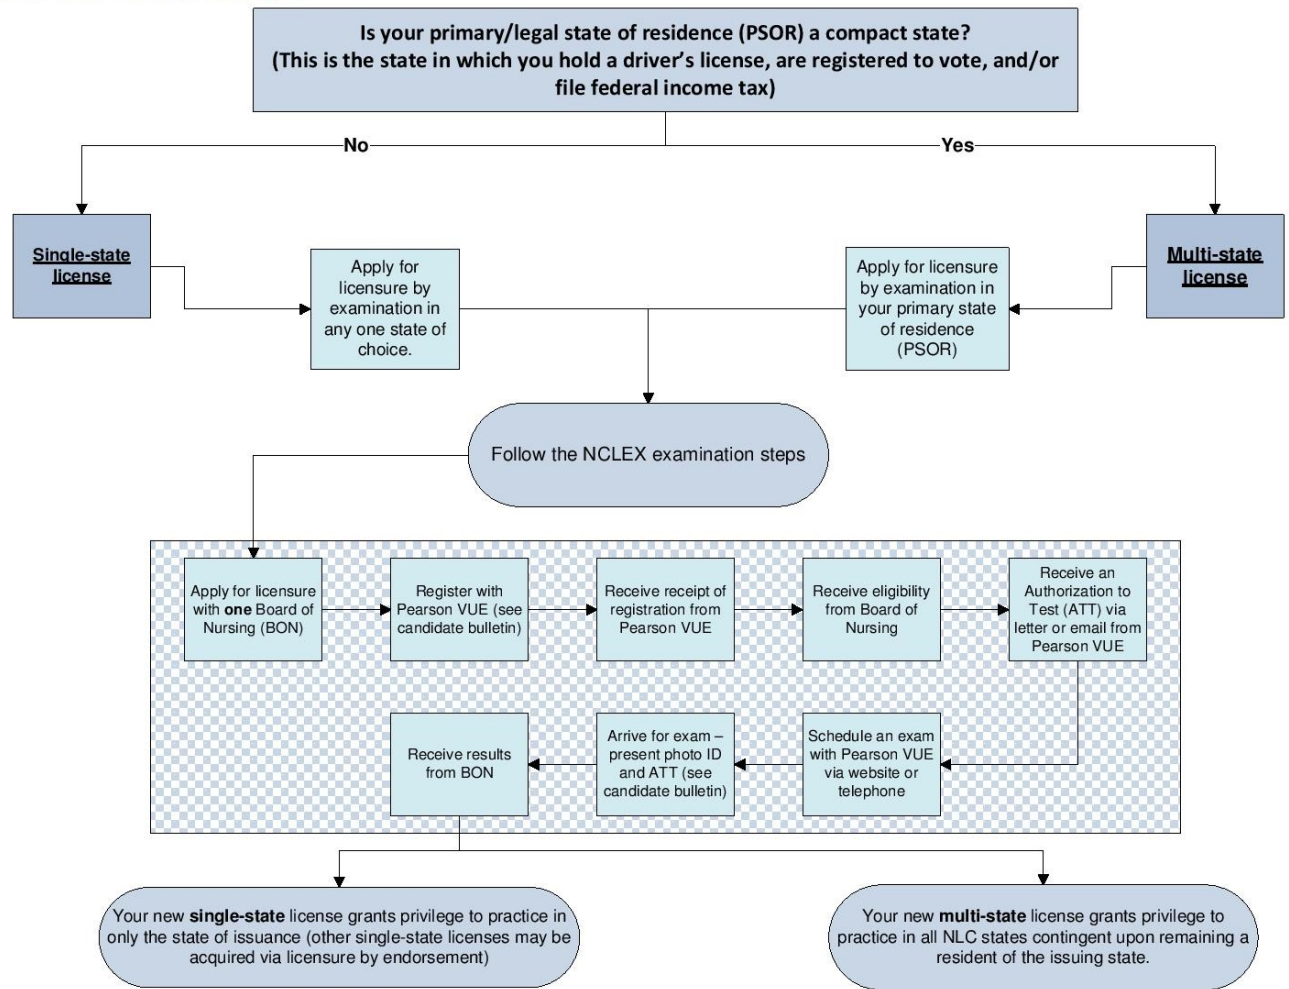 Is your primary/legal state of residence (PSOR) a compact state?
(This is the state in which you hold a driver's license, are registered to vote, and/or
file federal income tax)
No
Yes
Single-state
license
Apply for
licensure by
examination in
any one state of
choice.
Apply for licensure
by examination in
your primary state
of residence
(PSOR)
Multi-state
license
Follow the NCLEX examination steps
Apply for licensure
with one Board of
Nursing (BON)
Register with
Pearson VUE (see
candidate bulletin)
Receive receipt of
registration from
Pearson VUE
Receive eligibility
from Board of
Nursing
Receive an
Authorization to
Test (ATT) via
letter or email from
Pearson VUE
Schedule an exam
with Pearson VUE
via website or
telephone
Arrive for exam –
present photo ID
and ATT (see
candidate bulletin)
Receive results
from BON
Your new single-state license grants privilege to practice in
only the state of issuance (other single-state licenses may be
acquired via licensure by endorsement)
Your new multi-state license grants privilege to
practice in all NLC states contingent upon remaining a
resident of the issuing state.